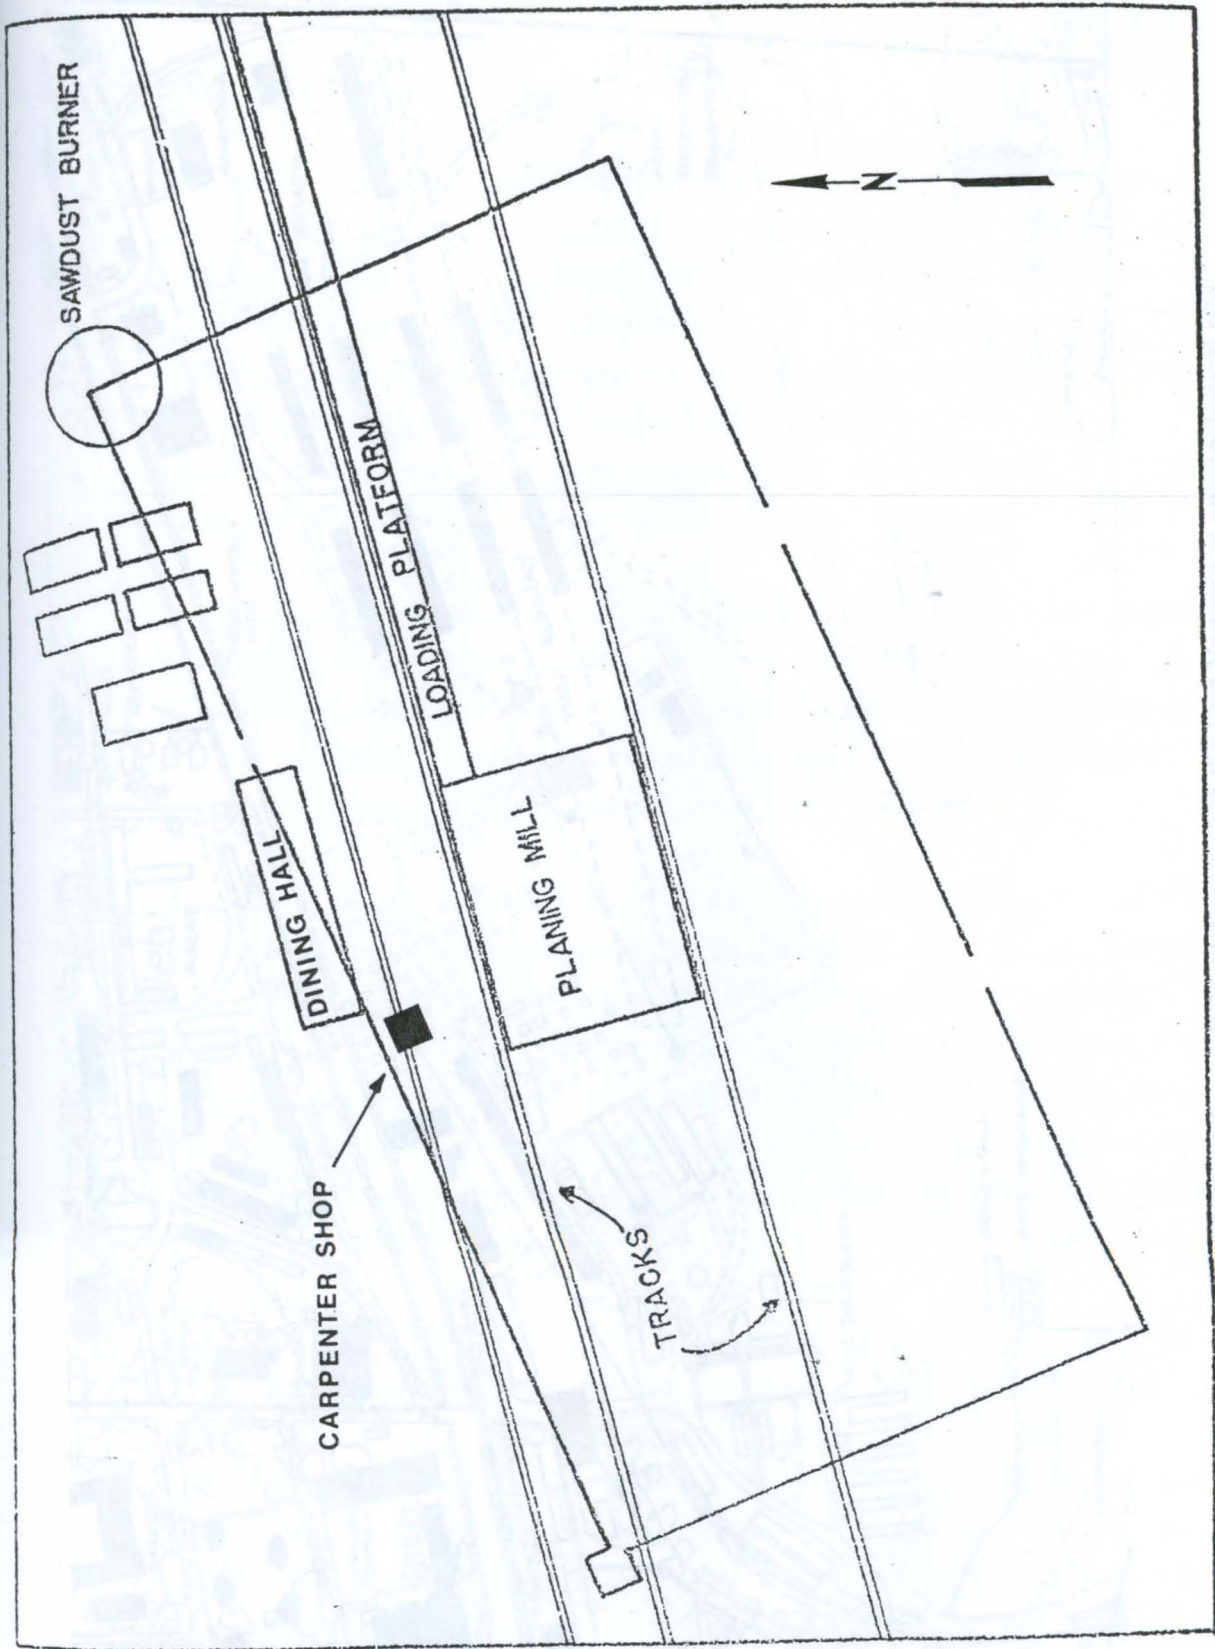 SAWDUST BURNER
LOADING PLATFORM
DINING HALL
PLANING MILL
CARPENTER SHOP
TRACKS
N